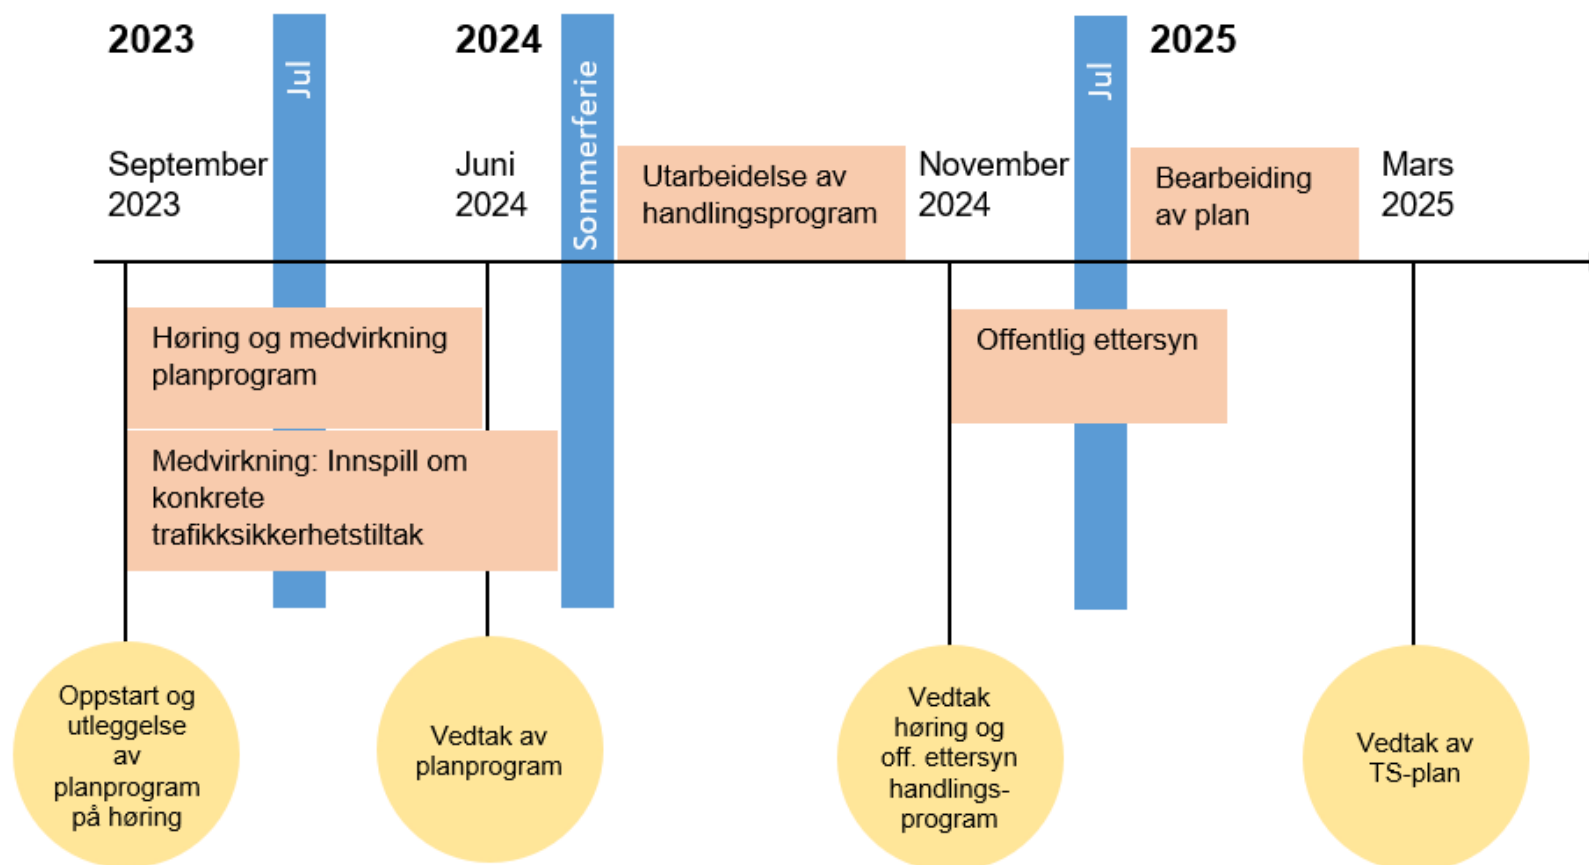 2023
2024
2025
Jul
Sommerferie
Jul
September
2023
Juni
2024
Utarbeidelse av
handlingsprogram
November
2024
Bearbeiding
av plan
Mars
2025
Høring og medvirkning
planprogram
Offentlig ettersyn
Medvirkning: Innspill om
konkrete
trafikksikkerhetstiltak
Oppstart og
utleggelse
av
planprogram
på høring
Vedtak av
planprogram
Vedtak
høring og
off. ettersyn
handlings-
program
Vedtak av
TS-plan